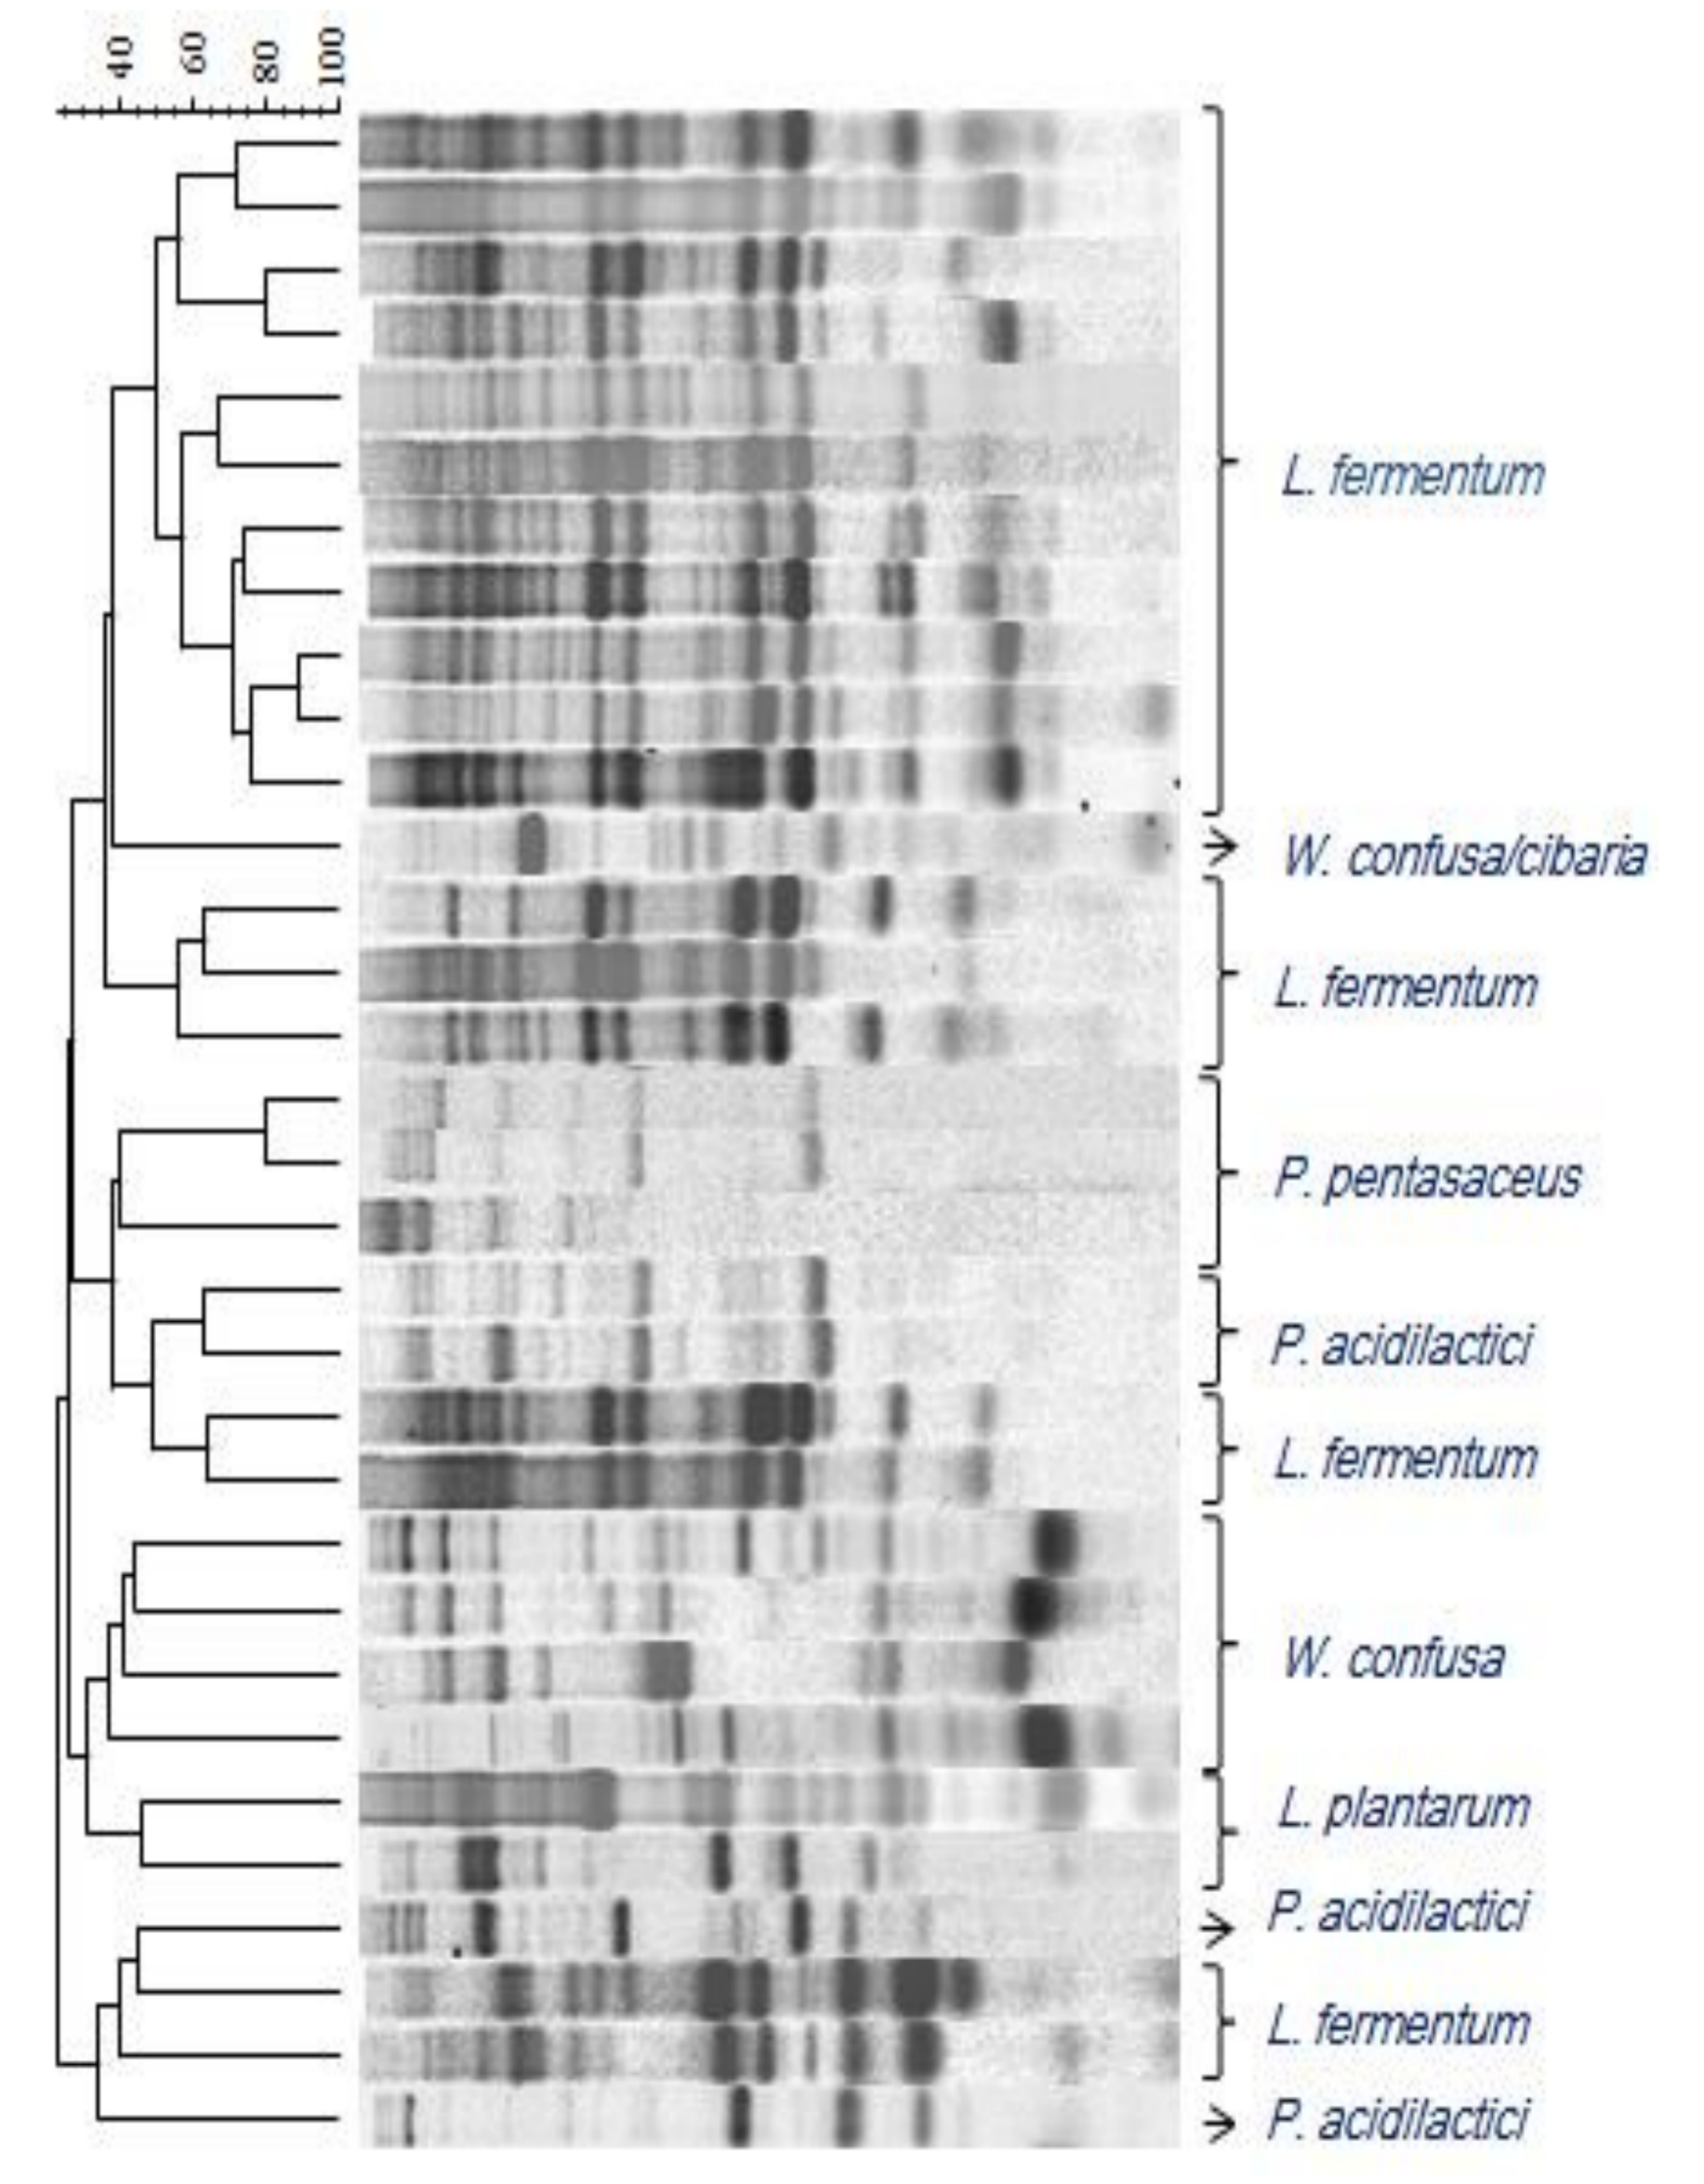 40 60 80 100
L. fermentum
W. confusa/cibaria
L. fermentum
P. pentasaceus
P. acidilactici
L. fermentum
W. confusa
L. plantarum
P. acidilactici
L. fermentum
P. acidilactici